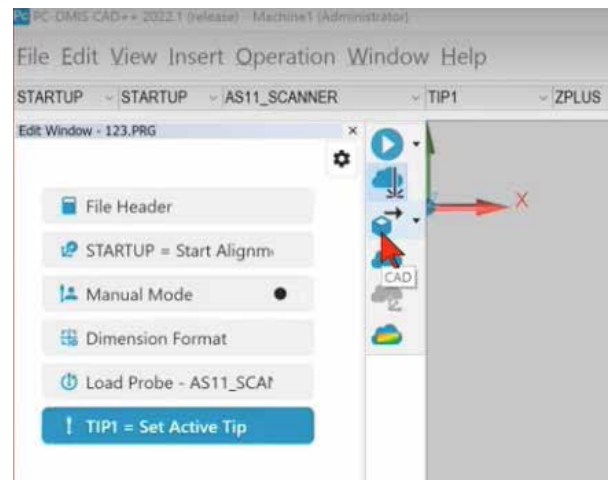 PC-DMIS CAD++ 2022.1 (release) - Machine1 (Administrator)
File Edit View Insert Operation Window Help
STARTUP STARTUP AS11_SCANNER TIP1 ZPLUS
Edit Window - 123.PRG
File Header
STARTUP = Start Alignm
Manual Mode
Dimension Format
Load Probe - AS11_SCAN
TIP1 = Set Active Tip
CAD
X